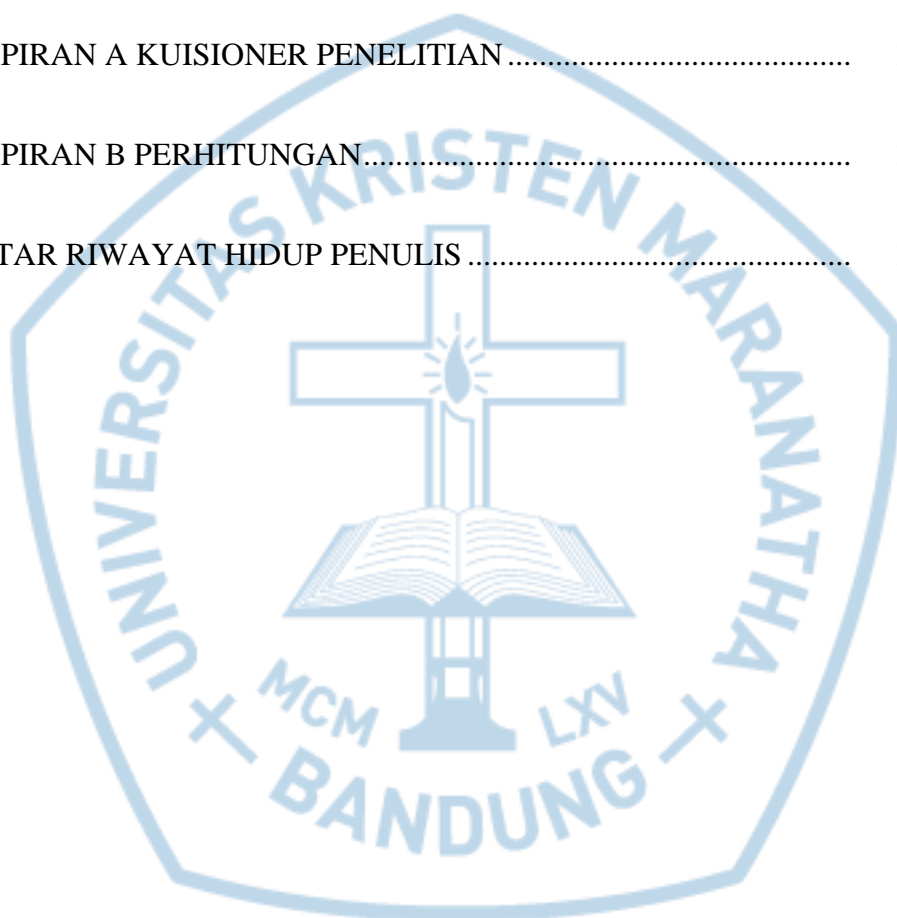 PIRAN A KUISIONER PENELITIAN ...........................................
PIRAN B PERHITUNGAN.............................................................
TAR RIWAYAT HIDUP PENULIS ................................................
UNIVERSITAS KRISTEN MARANATHA
MCM LXV
BANDUNG